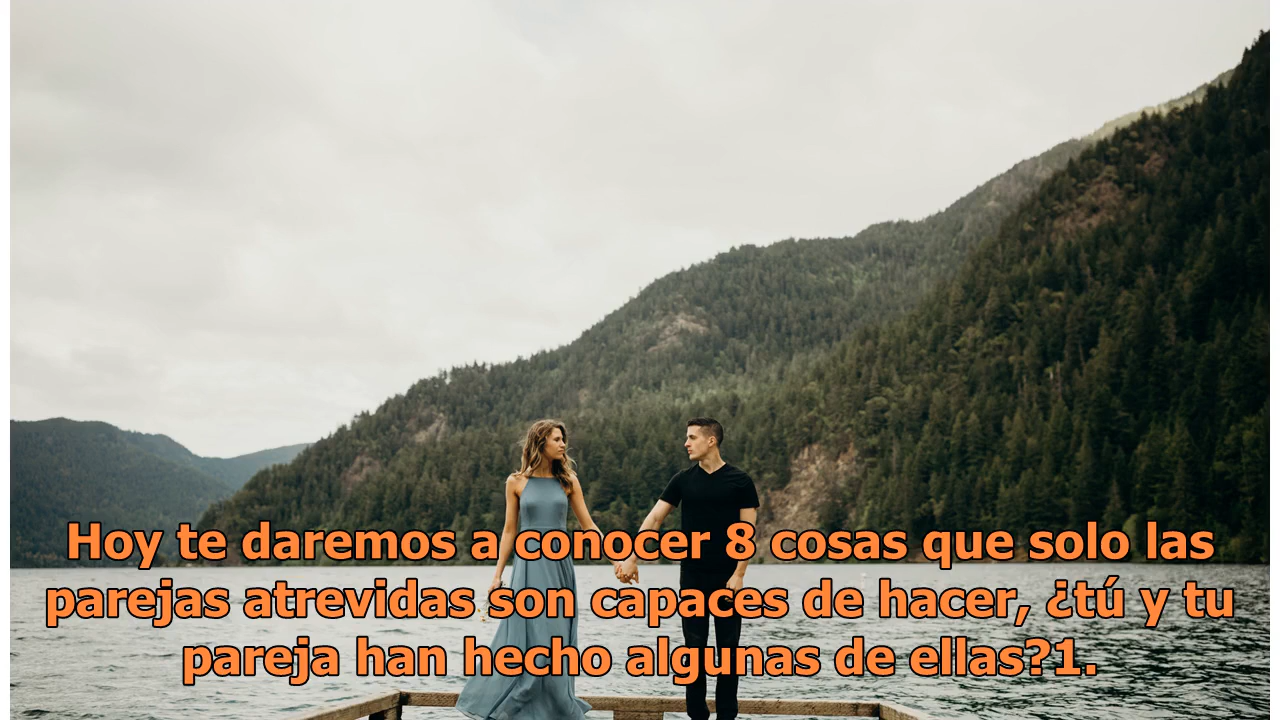 Hoy te daremos a conocer 8 cosas que solo las
parejas atrevidas son capaces de hacer, ¿tú y tu
pareja han hecho algunas de ellas?1.